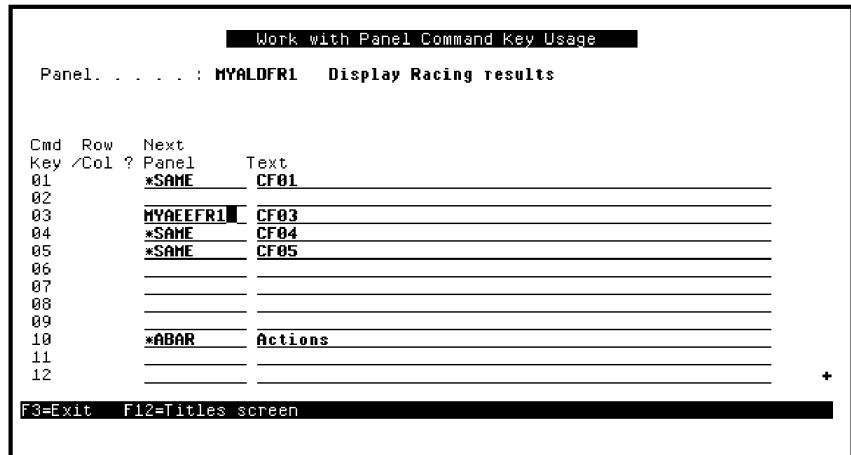 Work with Panel Command Key Usage
Panel. . . . . : MYALDFR1 Display Racing results
Cmd Row Next
Key /Col ? Panel Text
01 *SAME CF01
02
03 MYAEEFR1 CF03
04 *SAME CF04
05 *SAME CF05
06
07
08
09
10 *ABAR Actions
11
12 +
F3=Exit F12=Titles screen